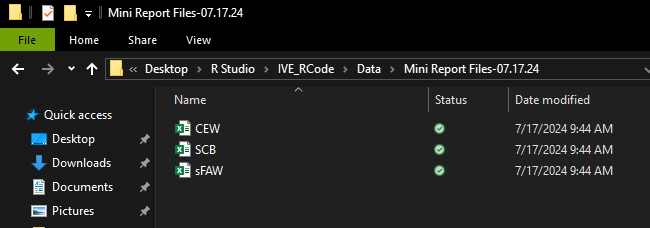 Mini Report Files-07.17.24
File Home Share View
« Desktop R Studio IVE_RCode Data Mini Report Files-07.17.24
Name Status Date modified
Quick access
CEW 7/17/2024 9:44 AM
Desktop
SCB 7/17/2024 9:44 AM
Downloads
sFAW 7/17/2024 9:44 AM
Documents
Pictures